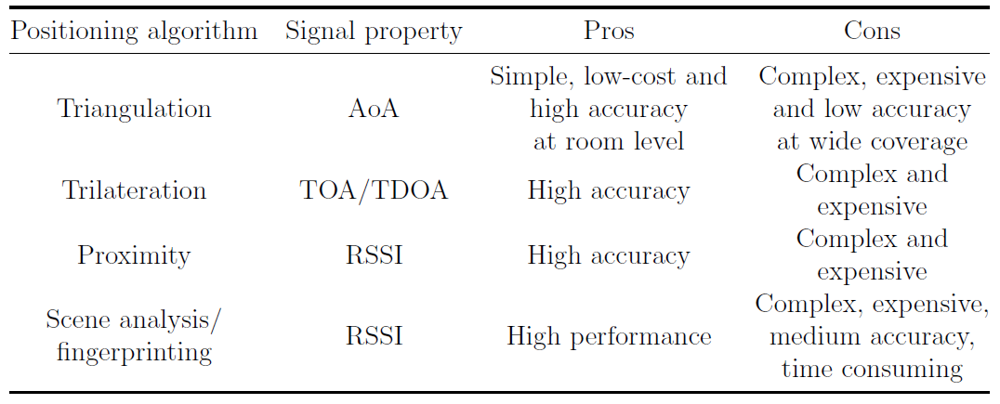 Positioning algorithm Signal property Pros Cons
Triangulation AoA Simple, low-cost and high accuracy at room level Complex, expensive and low accuracy at wide coverage
Trilateration TOA/TDOA High accuracy Complex and expensive
Proximity RSSI High accuracy Complex and expensive
Scene analysis/ fingerprinting RSSI High performance Complex, expensive, medium accuracy, time consuming